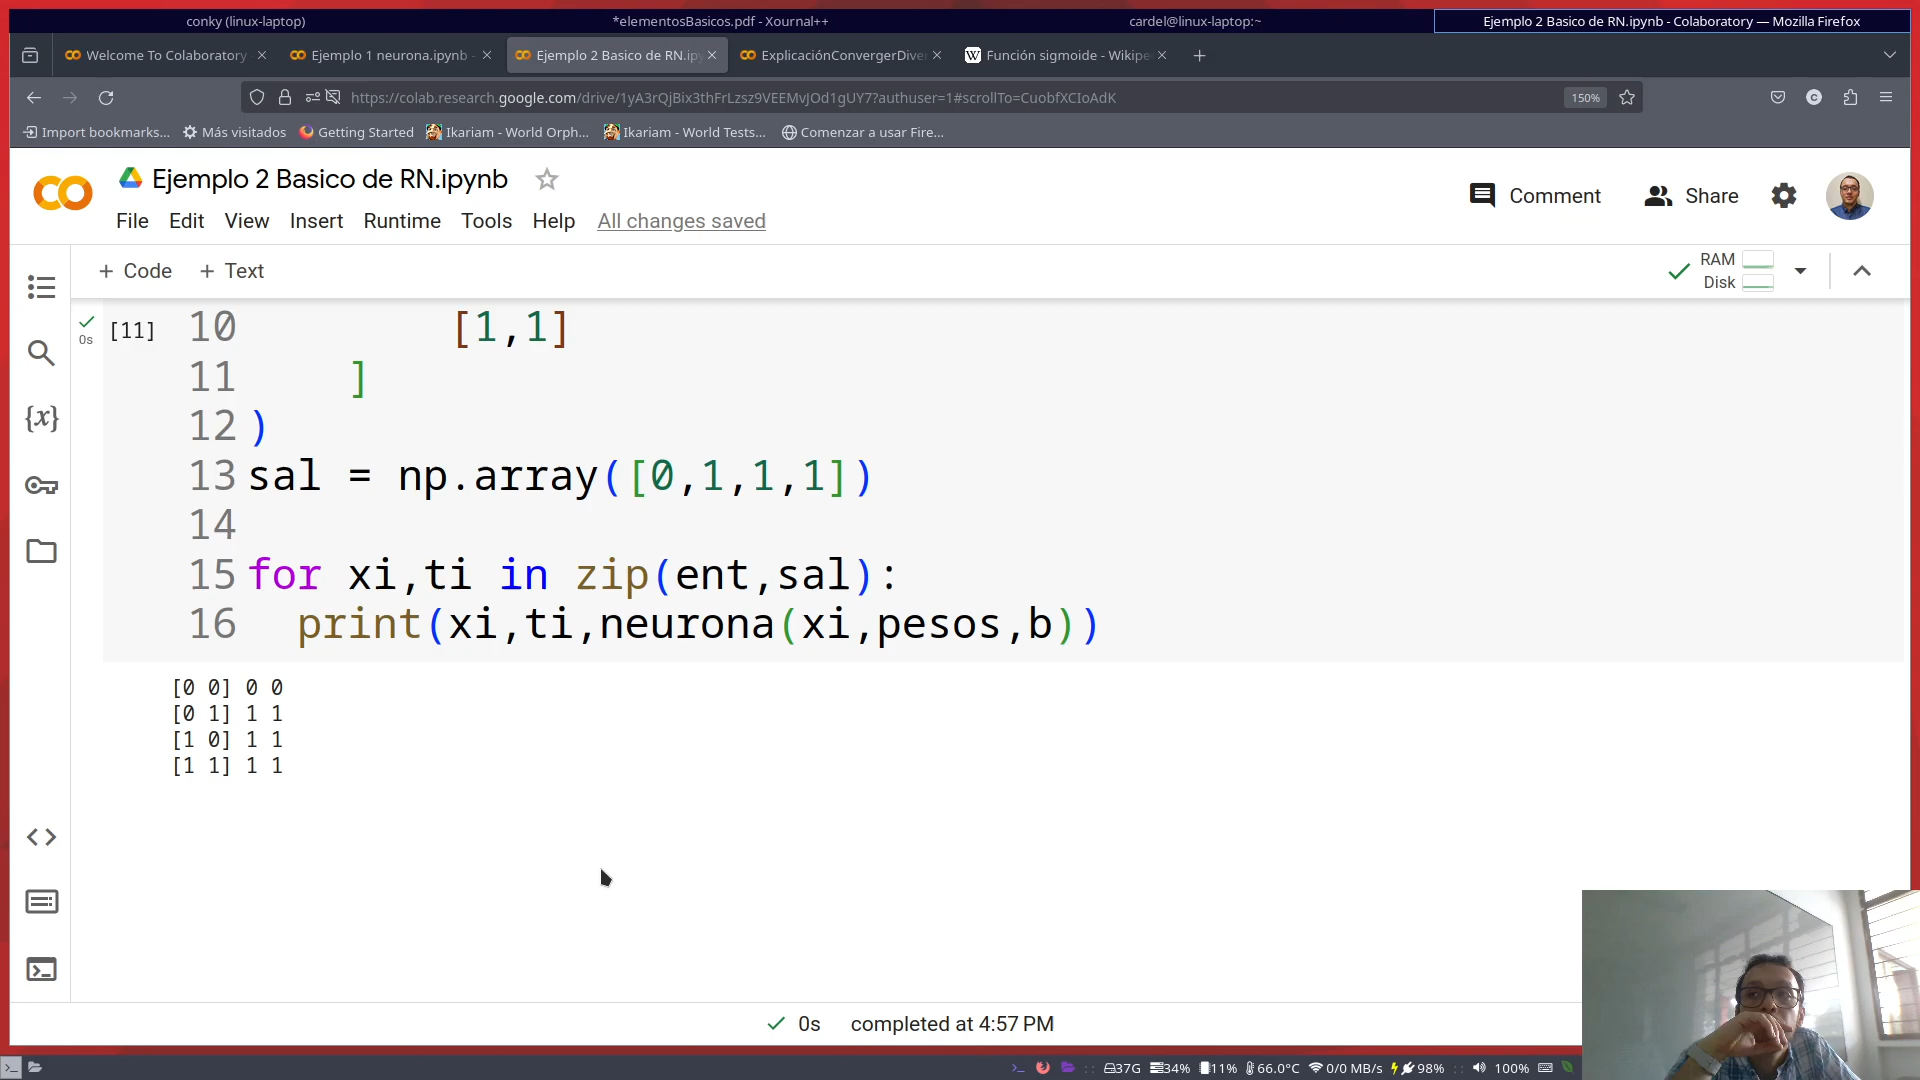 conky (linux-laptop)
*elementosBasicos.pdf - Xournal++
cardel@linux-laptop:~
Ejemplo 2 Basico de RN.ipynb - Colaboratory — Mozilla Firefox
Welcome To Colaboratory
Ejemplo 1 neurona.ipynb -
Ejemplo 2 Basico de RN.ip
ExplicaciónConvergerDive
Función sigmoide - Wikipe
https://colab.research.google.com/drive/1yA3rQjBix3thFrLzsz9VEEMvJOd1gUY7?authuser=1#scrollTo=CuobfXCIoAdK
150%
Import bookmarks...
Más visitados
Getting Started
Ikariam - World Orph...
Ikariam - World Tests...
Comenzar a usar Fire...
Ejemplo 2 Basico de RN.ipynb
Comment
Share
File Edit View Insert Runtime Tools Help All changes saved
+ Code + Text
RAM
Disk
[11]
0s
10 [1,1]
11 ]
12 )
13 sal = np.array([0,1,1,1])
14
15 for xi,ti in zip(ent,sal):
16 print(xi,ti,neurona(xi,pesos,b))
[0 0] 0 0
[0 1] 1 1
[1 0] 1 1
[1 1] 1 1
0s completed at 4:57 PM
37G 34% 11% 66.0°C 0/0 MB/s 98% 100%